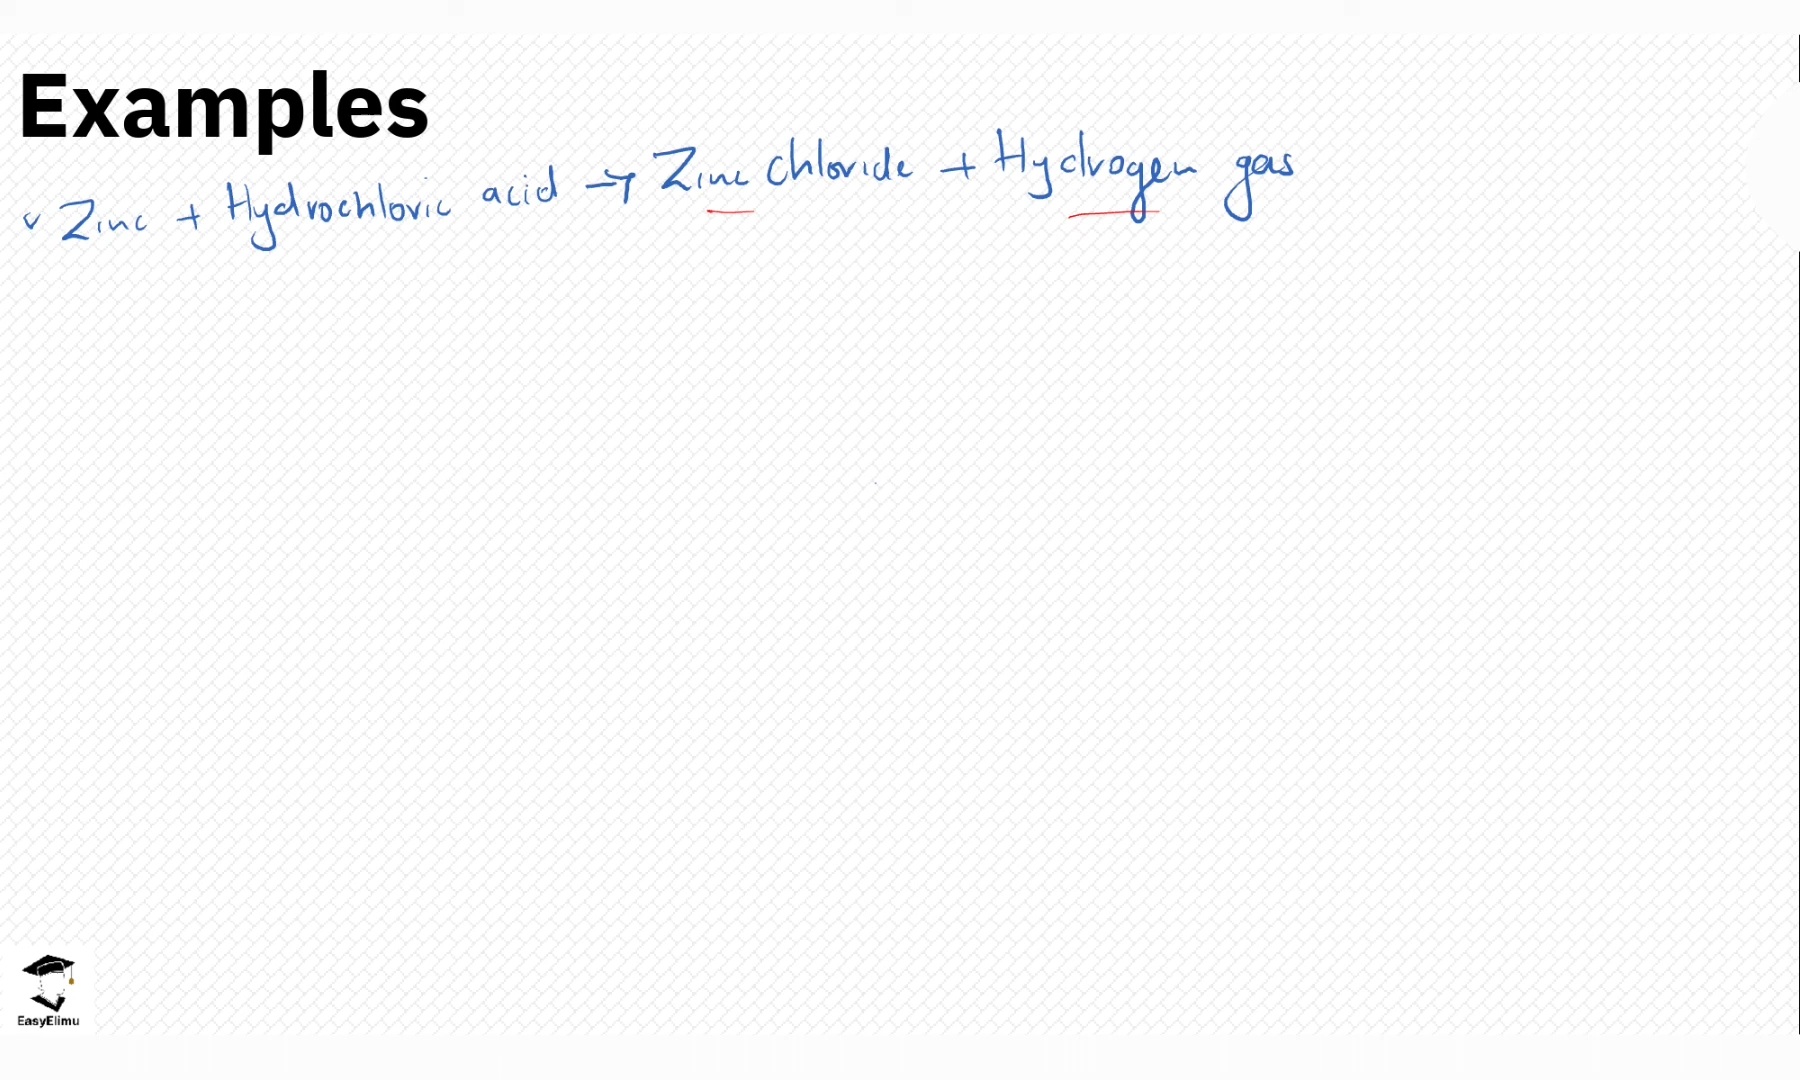 Examples
Zinc + Hydrochloric acid → Zinc chloride + Hydrogen gas
EasyElimu